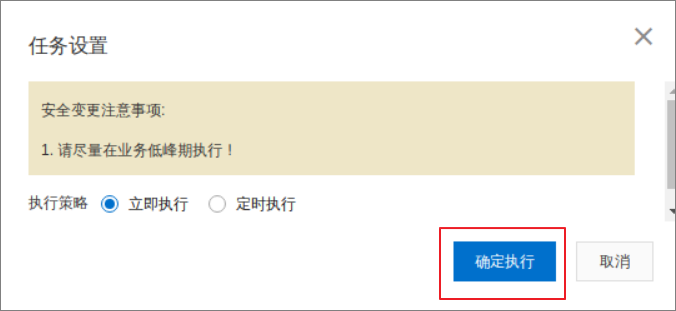 任务设置
安全变更注意事项:
1. 请尽量在业务低峰期执行！
执行策略 立即执行 定时执行
确定执行 取消